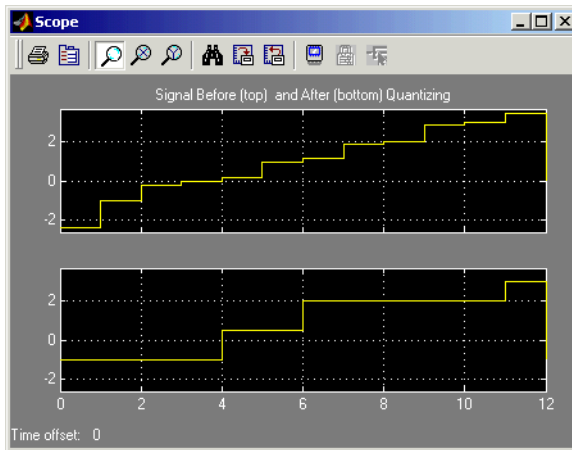 Scope
Signal Before (top) and After (bottom) Quantizing
2
0
-2
2
0
-2
0 2 4 6 8 10 12
Time offset: 0